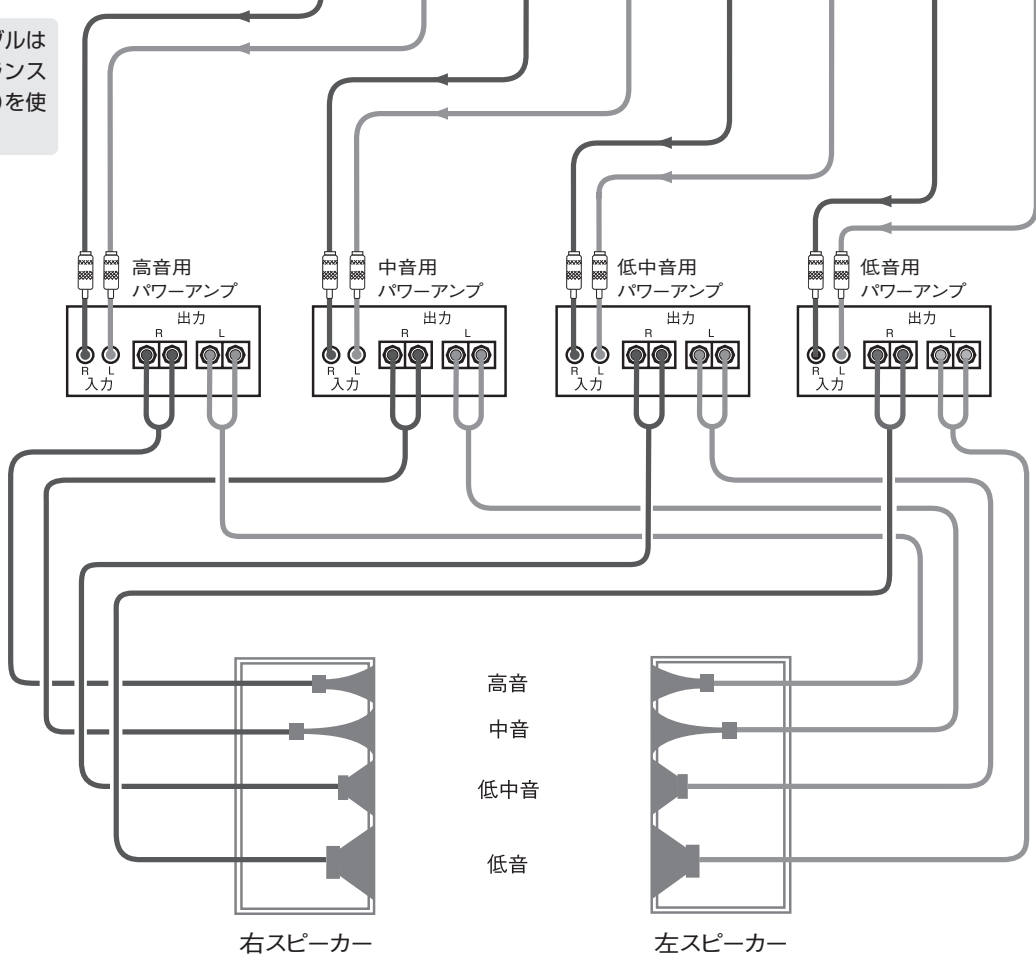 ブルは
ランス
を使
高音用
パワーアンプ
出力
R L
R L
入力
中音用
パワーアンプ
出力
R L
R L
入力
低中音用
パワーアンプ
出力
R L
R L
入力
低音用
パワーアンプ
出力
R L
R L
入力
高音
中音
低中音
低音
右スピーカー
左スピーカー